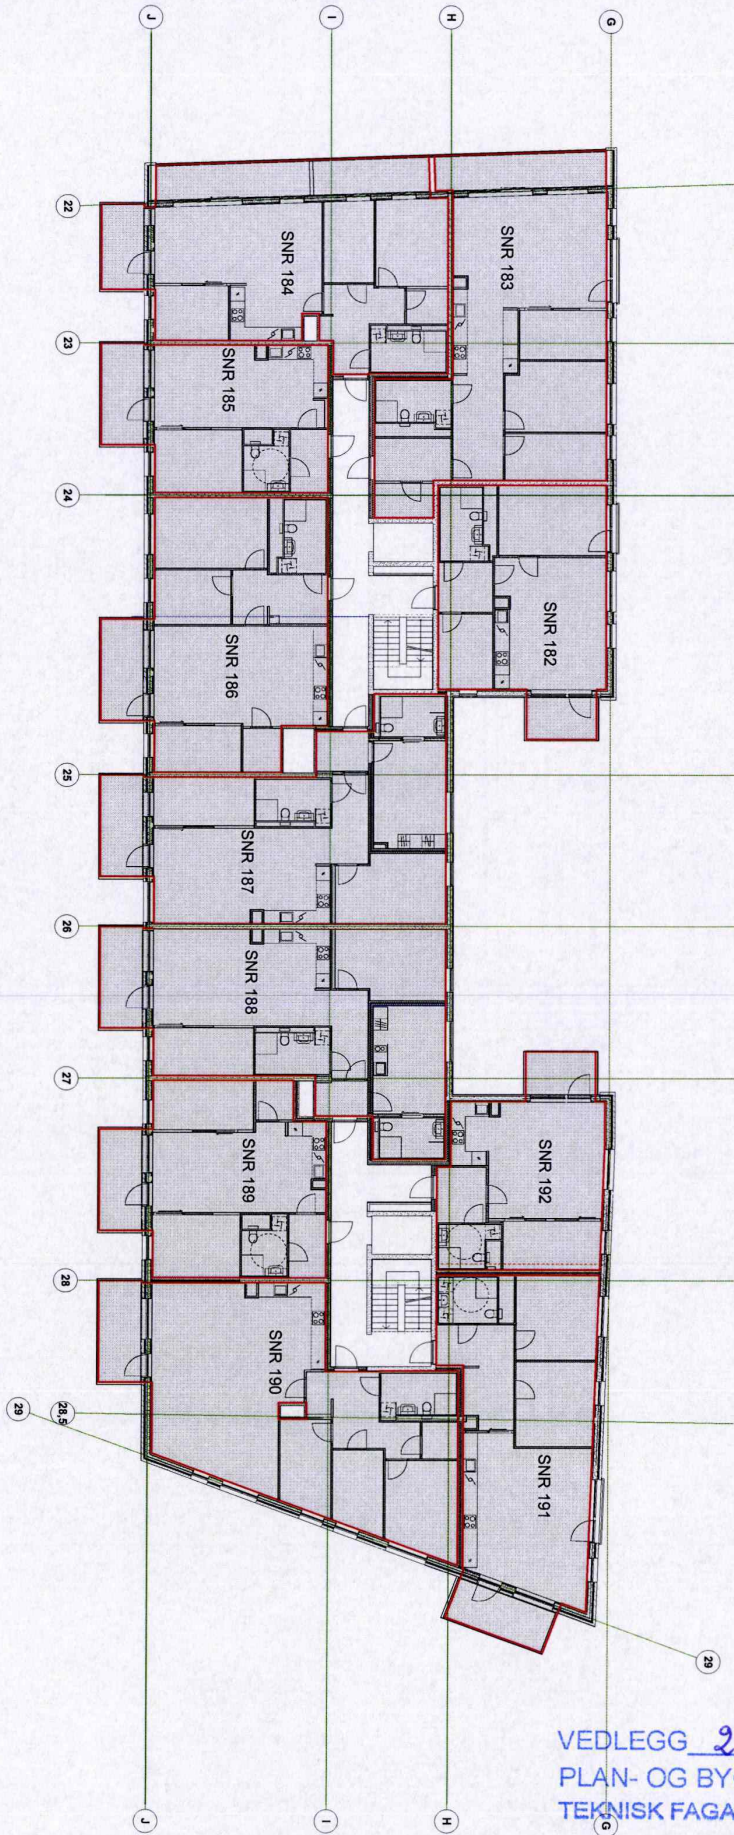 J
I
H
G
22
SNR 184
SNR 183
23
SNR 185
24
SNR 182
SNR 186
25
SNR 187
26
SNR 188
27
SNR 189
SNR 192
28
SNR 190
SNR 191
28,5
29
29
VEDLEGG 2
PLAN- OG BY
TEKNISK FAGA
J
I
H
G